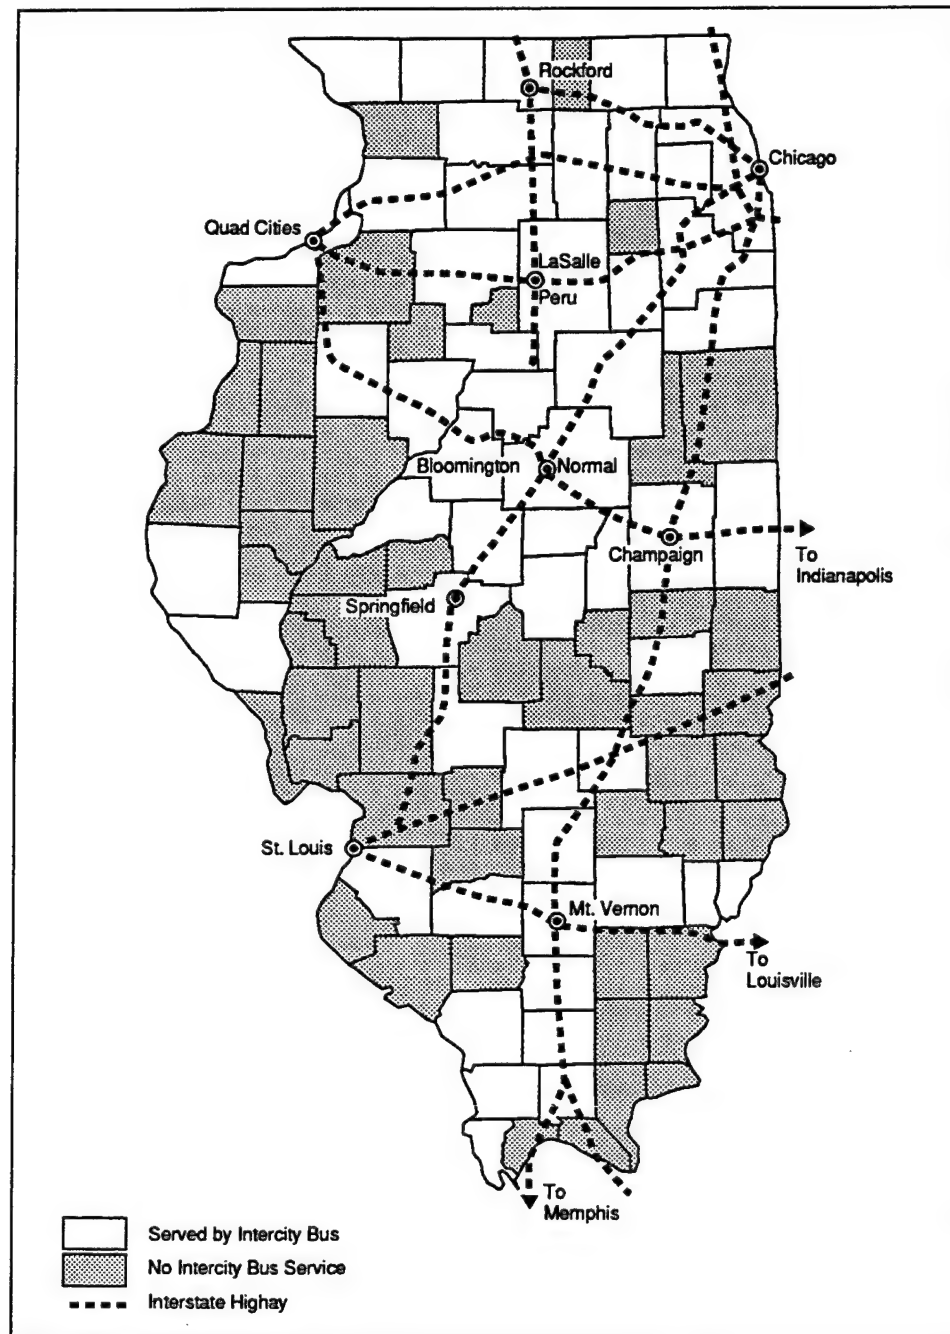 Rockford
Chicago
Quad Cities
LaSalle
Peru
Bloomington
Normal
Champaign
To
Indianapolis
Springfield
St. Louis
Mt. Vernon
To
Louisville
To
Memphis
Served by Intercity Bus
No Intercity Bus Service
Interstate Highay